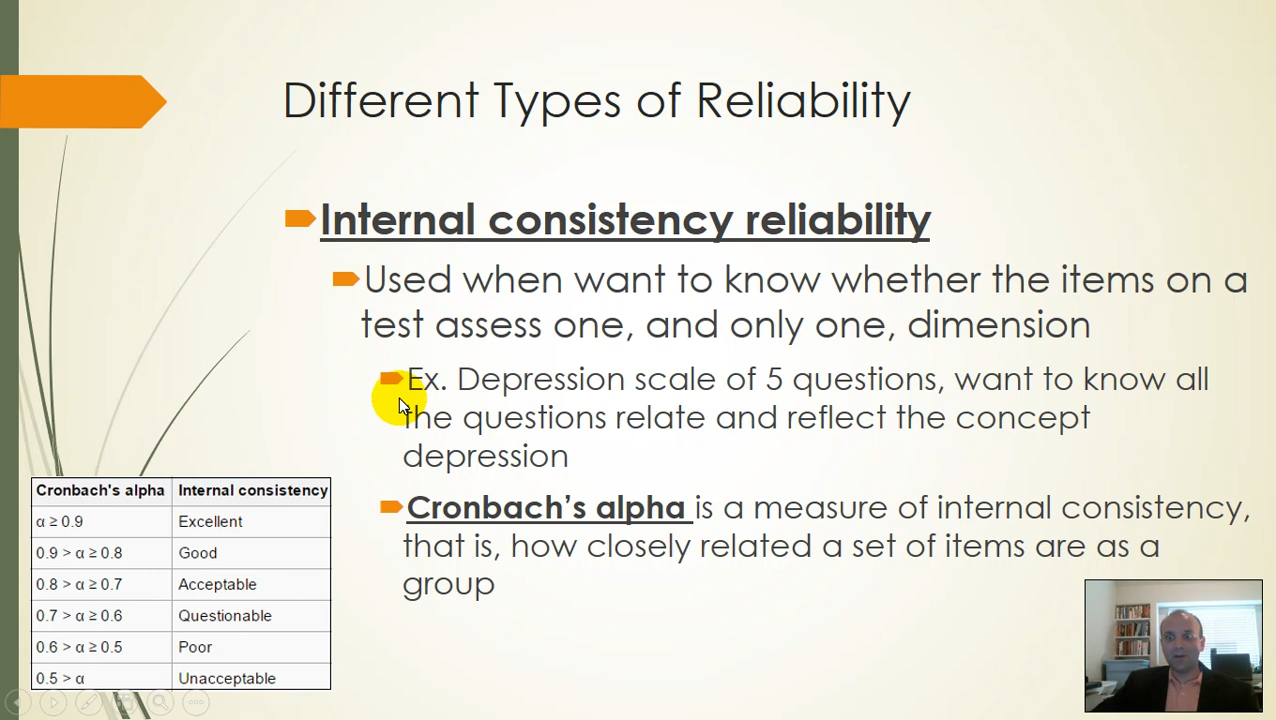 Different Types of Reliability
Internal consistency reliability
Used when want to know whether the items on a
test assess one, and only one, dimension
Ex. Depression scale of 5 questions, want to know all
the questions relate and reflect the concept
depression
Cronbach’s alpha is a measure of internal consistency,
that is, how closely related a set of items are as a
group
Cronbach's alpha Internal consistency
α ≥ 0.9 Excellent
0.9 > α ≥ 0.8 Good
0.8 > α ≥ 0.7 Acceptable
0.7 > α ≥ 0.6 Questionable
0.6 > α ≥ 0.5 Poor
0.5 > α Unacceptable